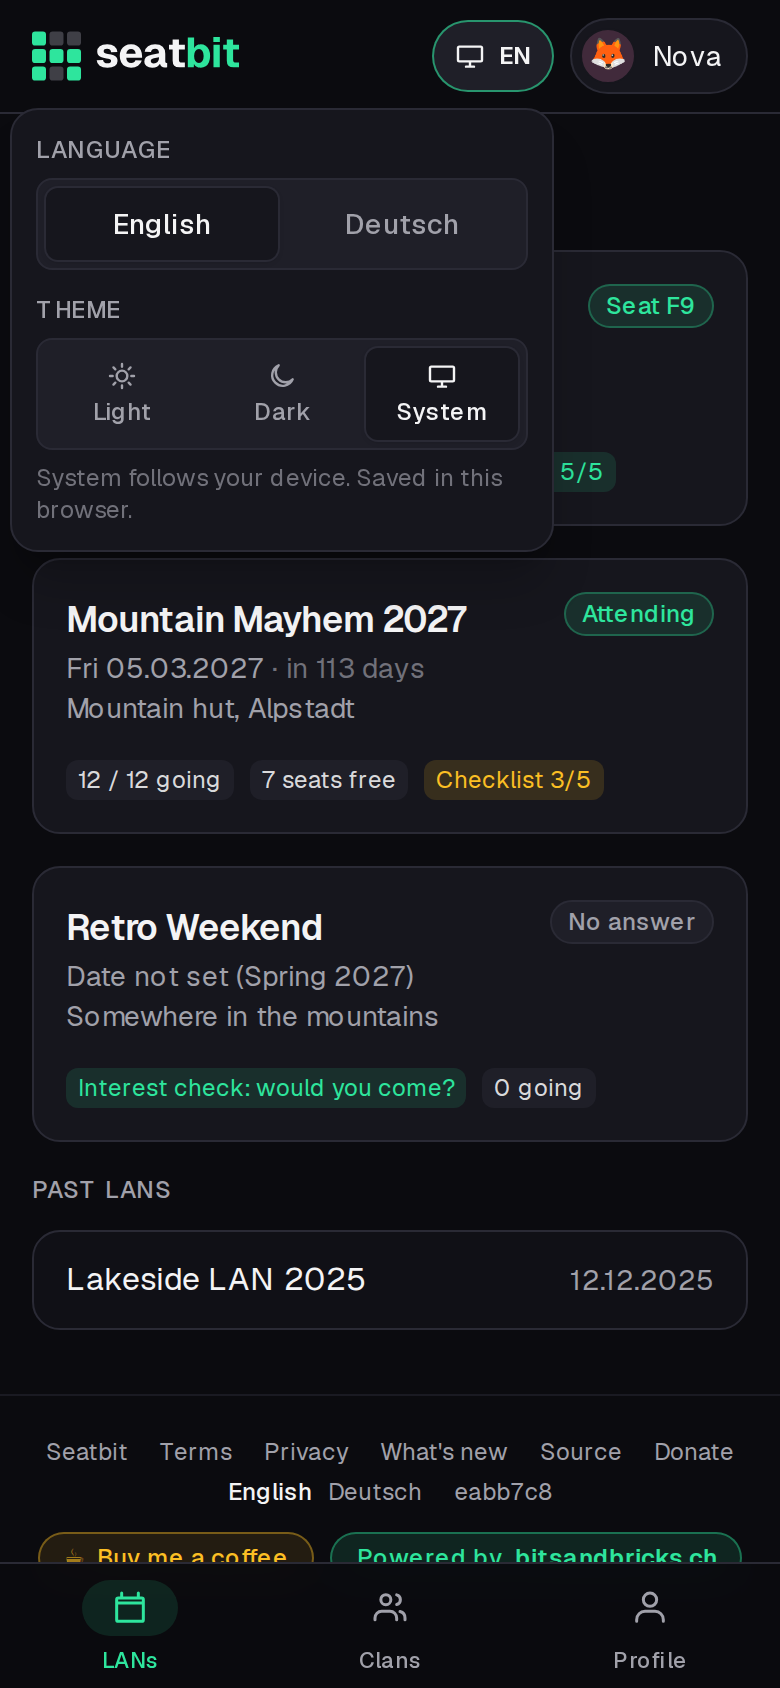 seatbit
EN
Nova
LANGUAGE
English Deutsch
THEME
Light Dark System
System follows your device. Saved in this
browser.
Seat F9
5/5
Mountain Mayhem 2027
Attending
Fri 05.03.2027 · in 113 days
Mountain hut, Alpstadt
12 / 12 going 7 seats free Checklist 3/5
Retro Weekend
No answer
Date not set (Spring 2027)
Somewhere in the mountains
Interest check: would you come? 0 going
PAST LANS
Lakeside LAN 2025 12.12.2025
Seatbit Terms Privacy What's new Source Donate
English Deutsch eabb7c8
Buy me a coffee Powered by bitsandbricks.ch
LANs Clans Profile